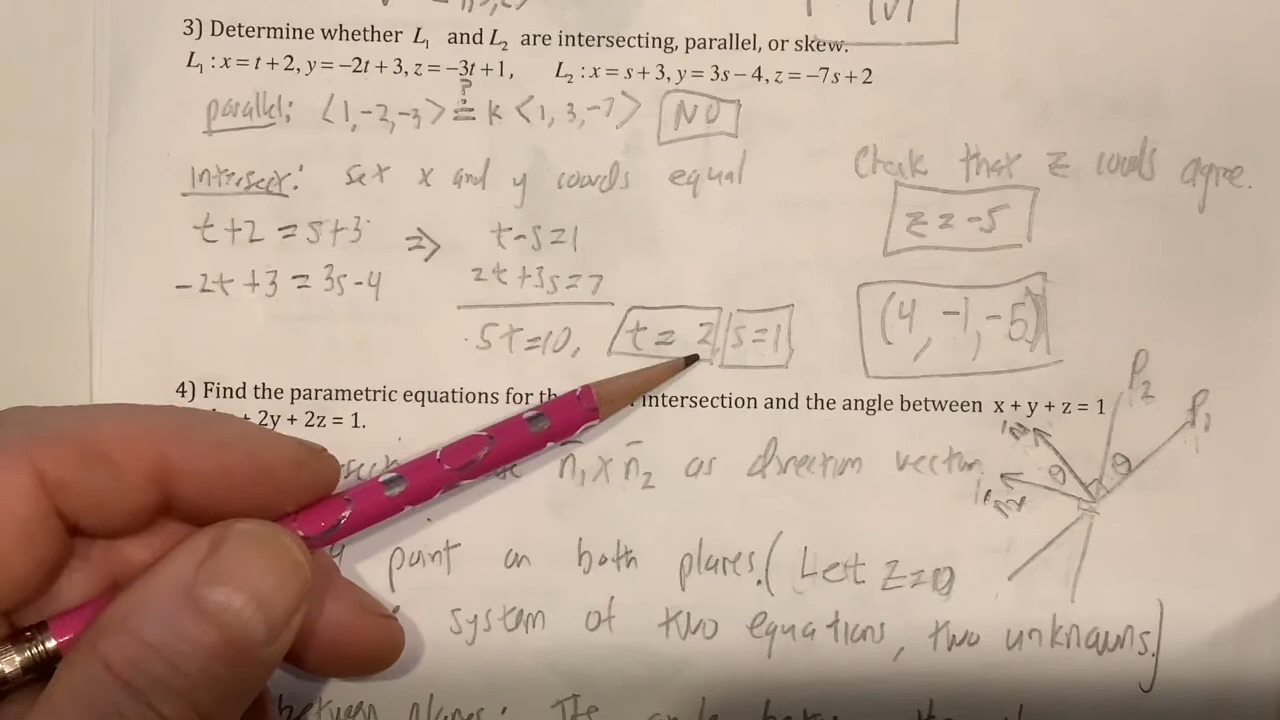 3) Determine whether L₁ and L₂ are intersecting, parallel, or skew.
L₁ : x = t + 2, y = −2t + 3, z = −3t + 1, L₂ : x = s + 3, y = 3s − 4, z = −7s + 2
parallel: ⟨1, −2, −3⟩ ≟ k ⟨1, 3, −7⟩ NO
Intersect: set x and y coords equal
t + 2 = s + 3 ⇒ t − s = 1
−2t + 3 = 3s − 4 2t + 3s = 7
5t = 10, t = 2, s = 1
Check that z coords agree.
z = −5
(4, −1, −5)
4) Find the parametric equations for intersection and the angle between x + y + z = 1
+ 2y + 2z = 1.
n̄₁ x n̄₂ as direction vector.
P₂
P₁
θ θ
n̄₂
point on both planes. (Let z = 0
system of two equations, two unknowns.)
between planes: The